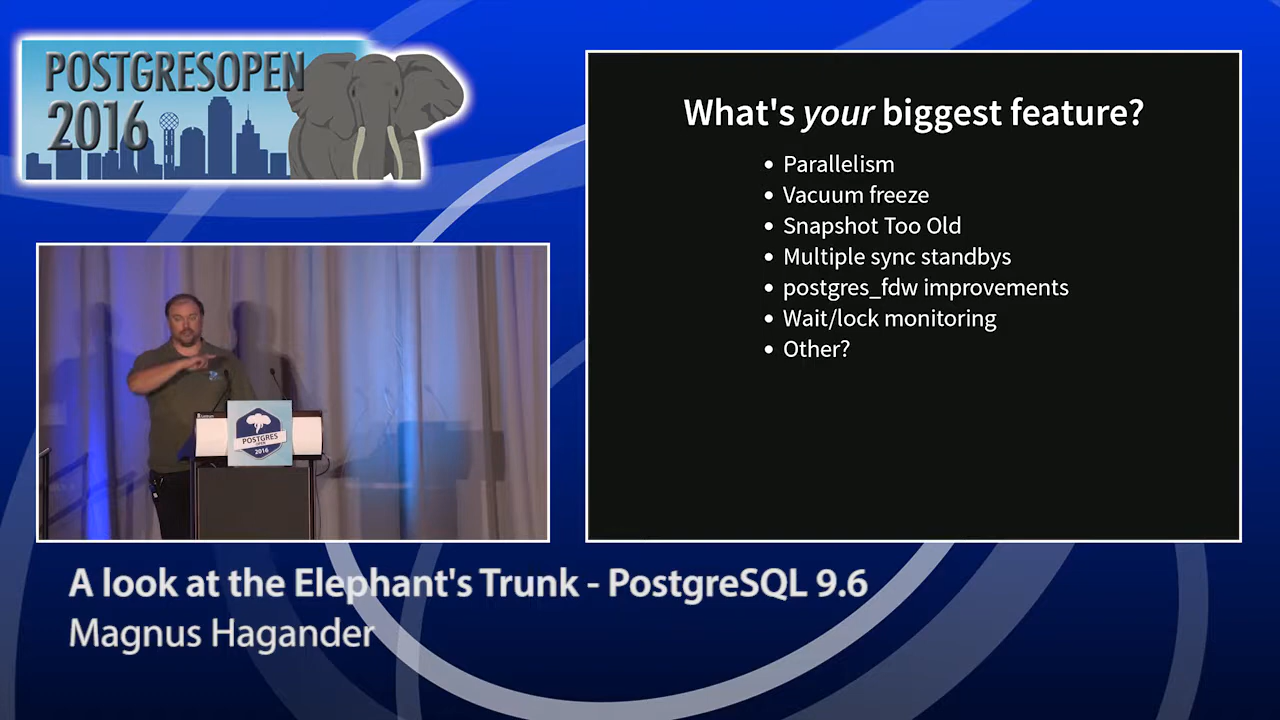 POSTGRESOPEN
2016
What's your biggest feature?
• Parallelism
• Vacuum freeze
• Snapshot Too Old
• Multiple sync standbys
• postgres_fdw improvements
• Wait/lock monitoring
• Other?
POSTGRES
OPEN
2016
A look at the Elephant's Trunk - PostgreSQL 9.6
Magnus Hagander